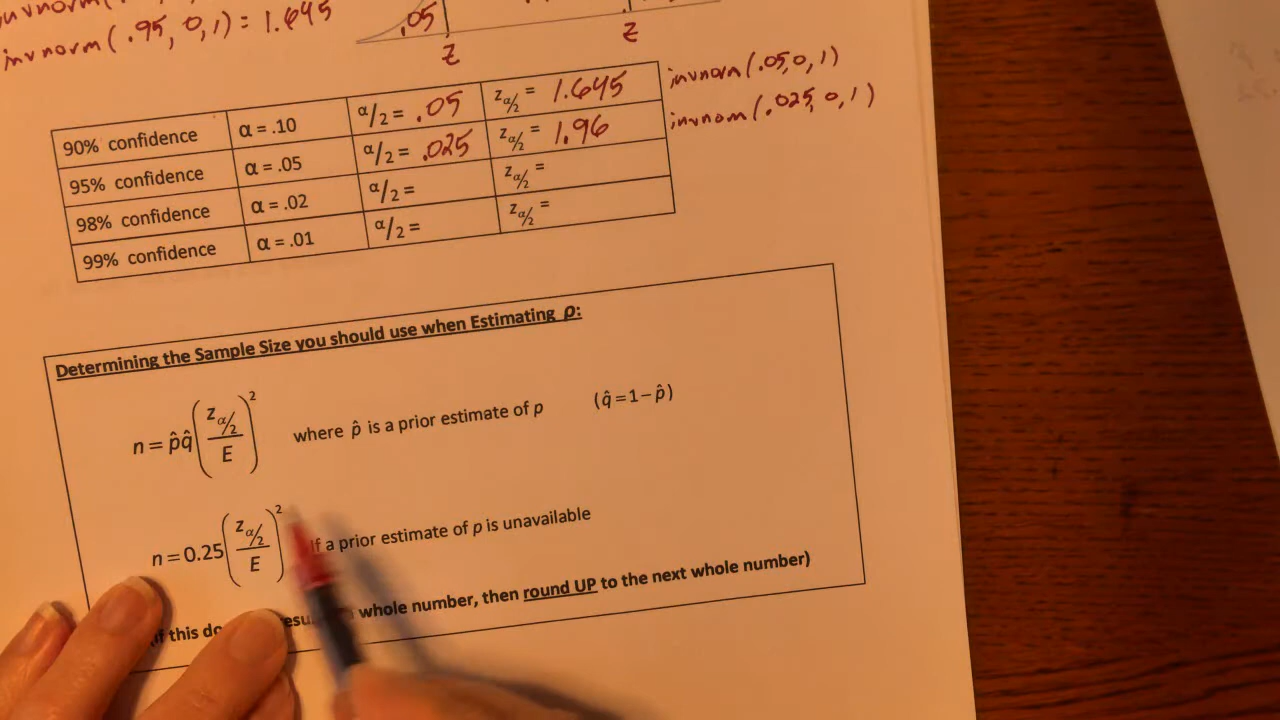 invnorm(
invnorm(.95, 0, 1) = 1.645
.05
z
z
90% confidence α = .10 α/2 = .05 zα/2 = 1.645 invnorm(.05, 0, 1)
95% confidence α = .05 α/2 = .025 zα/2 = 1.96 invnom(.025, 0, 1)
98% confidence α = .02 α/2 = zα/2 =
99% confidence α = .01 α/2 = zα/2 =
Determining the Sample Size you should use when Estimating ρ:
n = p̂q̂(zα/2/E)² where p̂ is a prior estimate of p (q̂=1−p̂)
n = 0.25(zα/2/E)² If a prior estimate of p is unavailable
(If this whole number, then round UP to the next whole number)